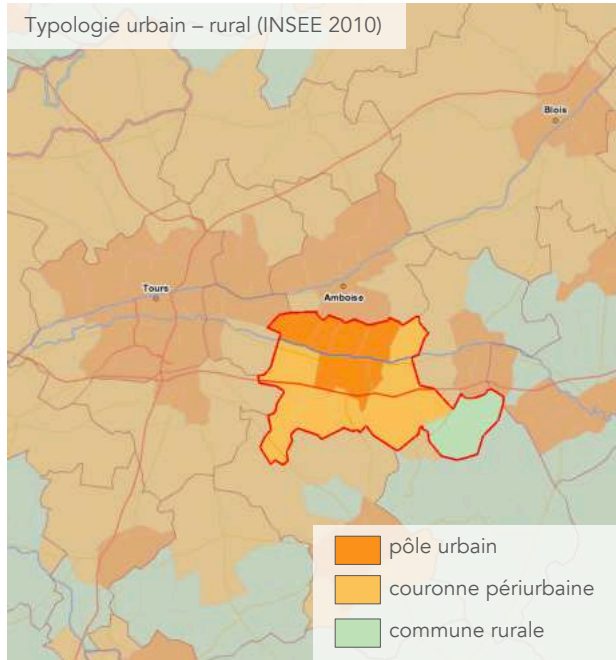 Typologie urbain – rural (INSEE 2010)
Blois
Tours
Amboise
pôle urbain
couronne périurbaine
commune rurale